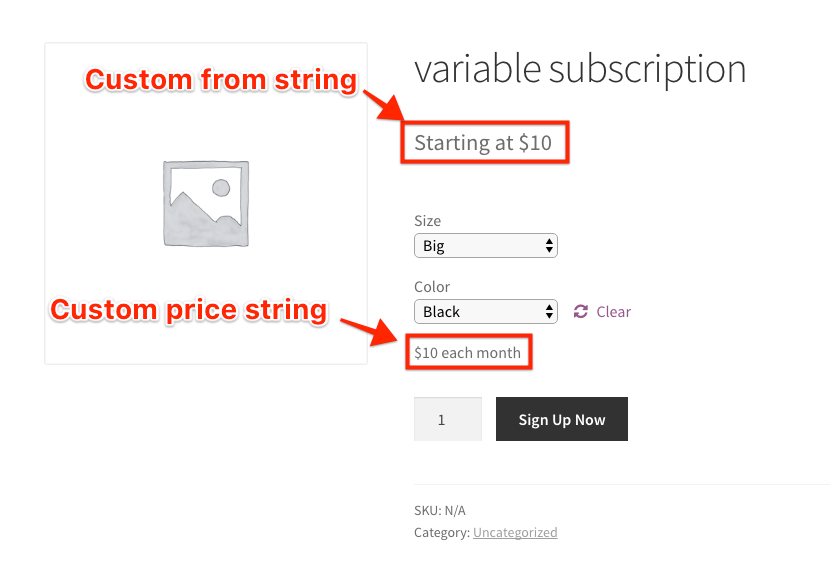 variable subscription
Custom from string
Starting at $10
Size
Big
Color
Black
Clear
Custom price string
$10 each month
1
Sign Up Now
SKU: N/A
Category: Uncategorized